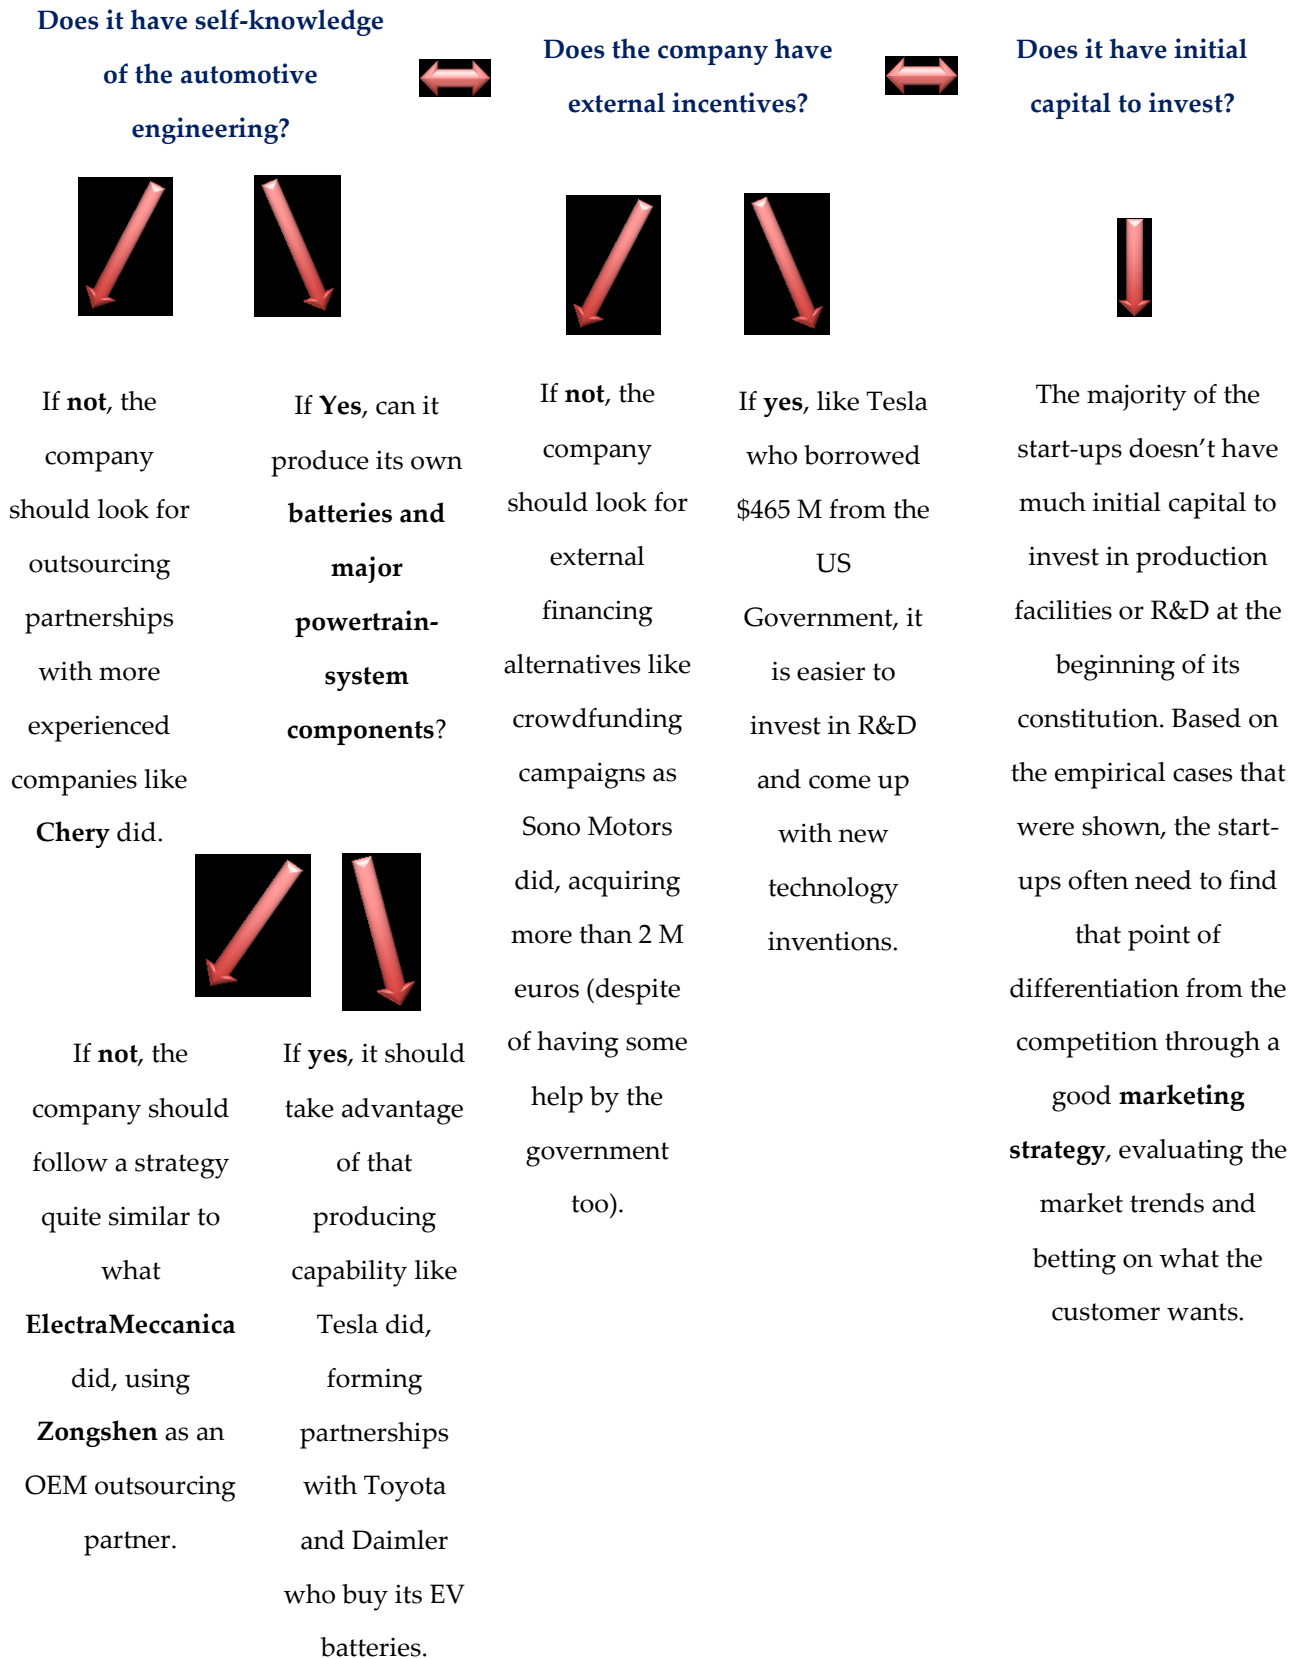 Does it have self-knowledge
of the automotive
engineering?
Does the company have
external incentives?
Does it have initial
capital to invest?
If not, the
company
should look for
outsourcing
partnerships
with more
experienced
companies like
Chery did.
If Yes, can it
produce its own
batteries and
major
powertrain-
system
components?
If not, the
company should
follow a strategy
quite similar to
what
ElectraMeccanica
did, using
Zongshen as an
OEM outsourcing
partner.
If yes, it should
take advantage
of that
producing
capability like
Tesla did,
forming
partnerships
with Toyota
and Daimler
who buy its EV
batteries.
If not, the
company
should look for
external
financing
alternatives like
crowdfunding
campaigns as
Sono Motors
did, acquiring
more than 2 M
euros (despite
of having some
help by the
government
too).
If yes, like Tesla
who borrowed
$465 M from the
US
Government, it
is easier to
invest in R&D
and come up
with new
technology
inventions.
The majority of the
start-ups doesn’t have
much initial capital to
invest in production
facilities or R&D at the
beginning of its
constitution. Based on
the empirical cases that
were shown, the start-
ups often need to find
that point of
differentiation from the
competition through a
good marketing
strategy, evaluating the
market trends and
betting on what the
customer wants.